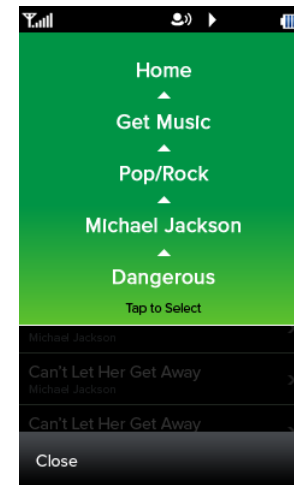 Home
Get Music
Pop/Rock
Michael Jackson
Dangerous
Tap to Select
Michael Jackson
Can't Let Her Get Away
Michael Jackson
Can't Let Her Get Away
Close